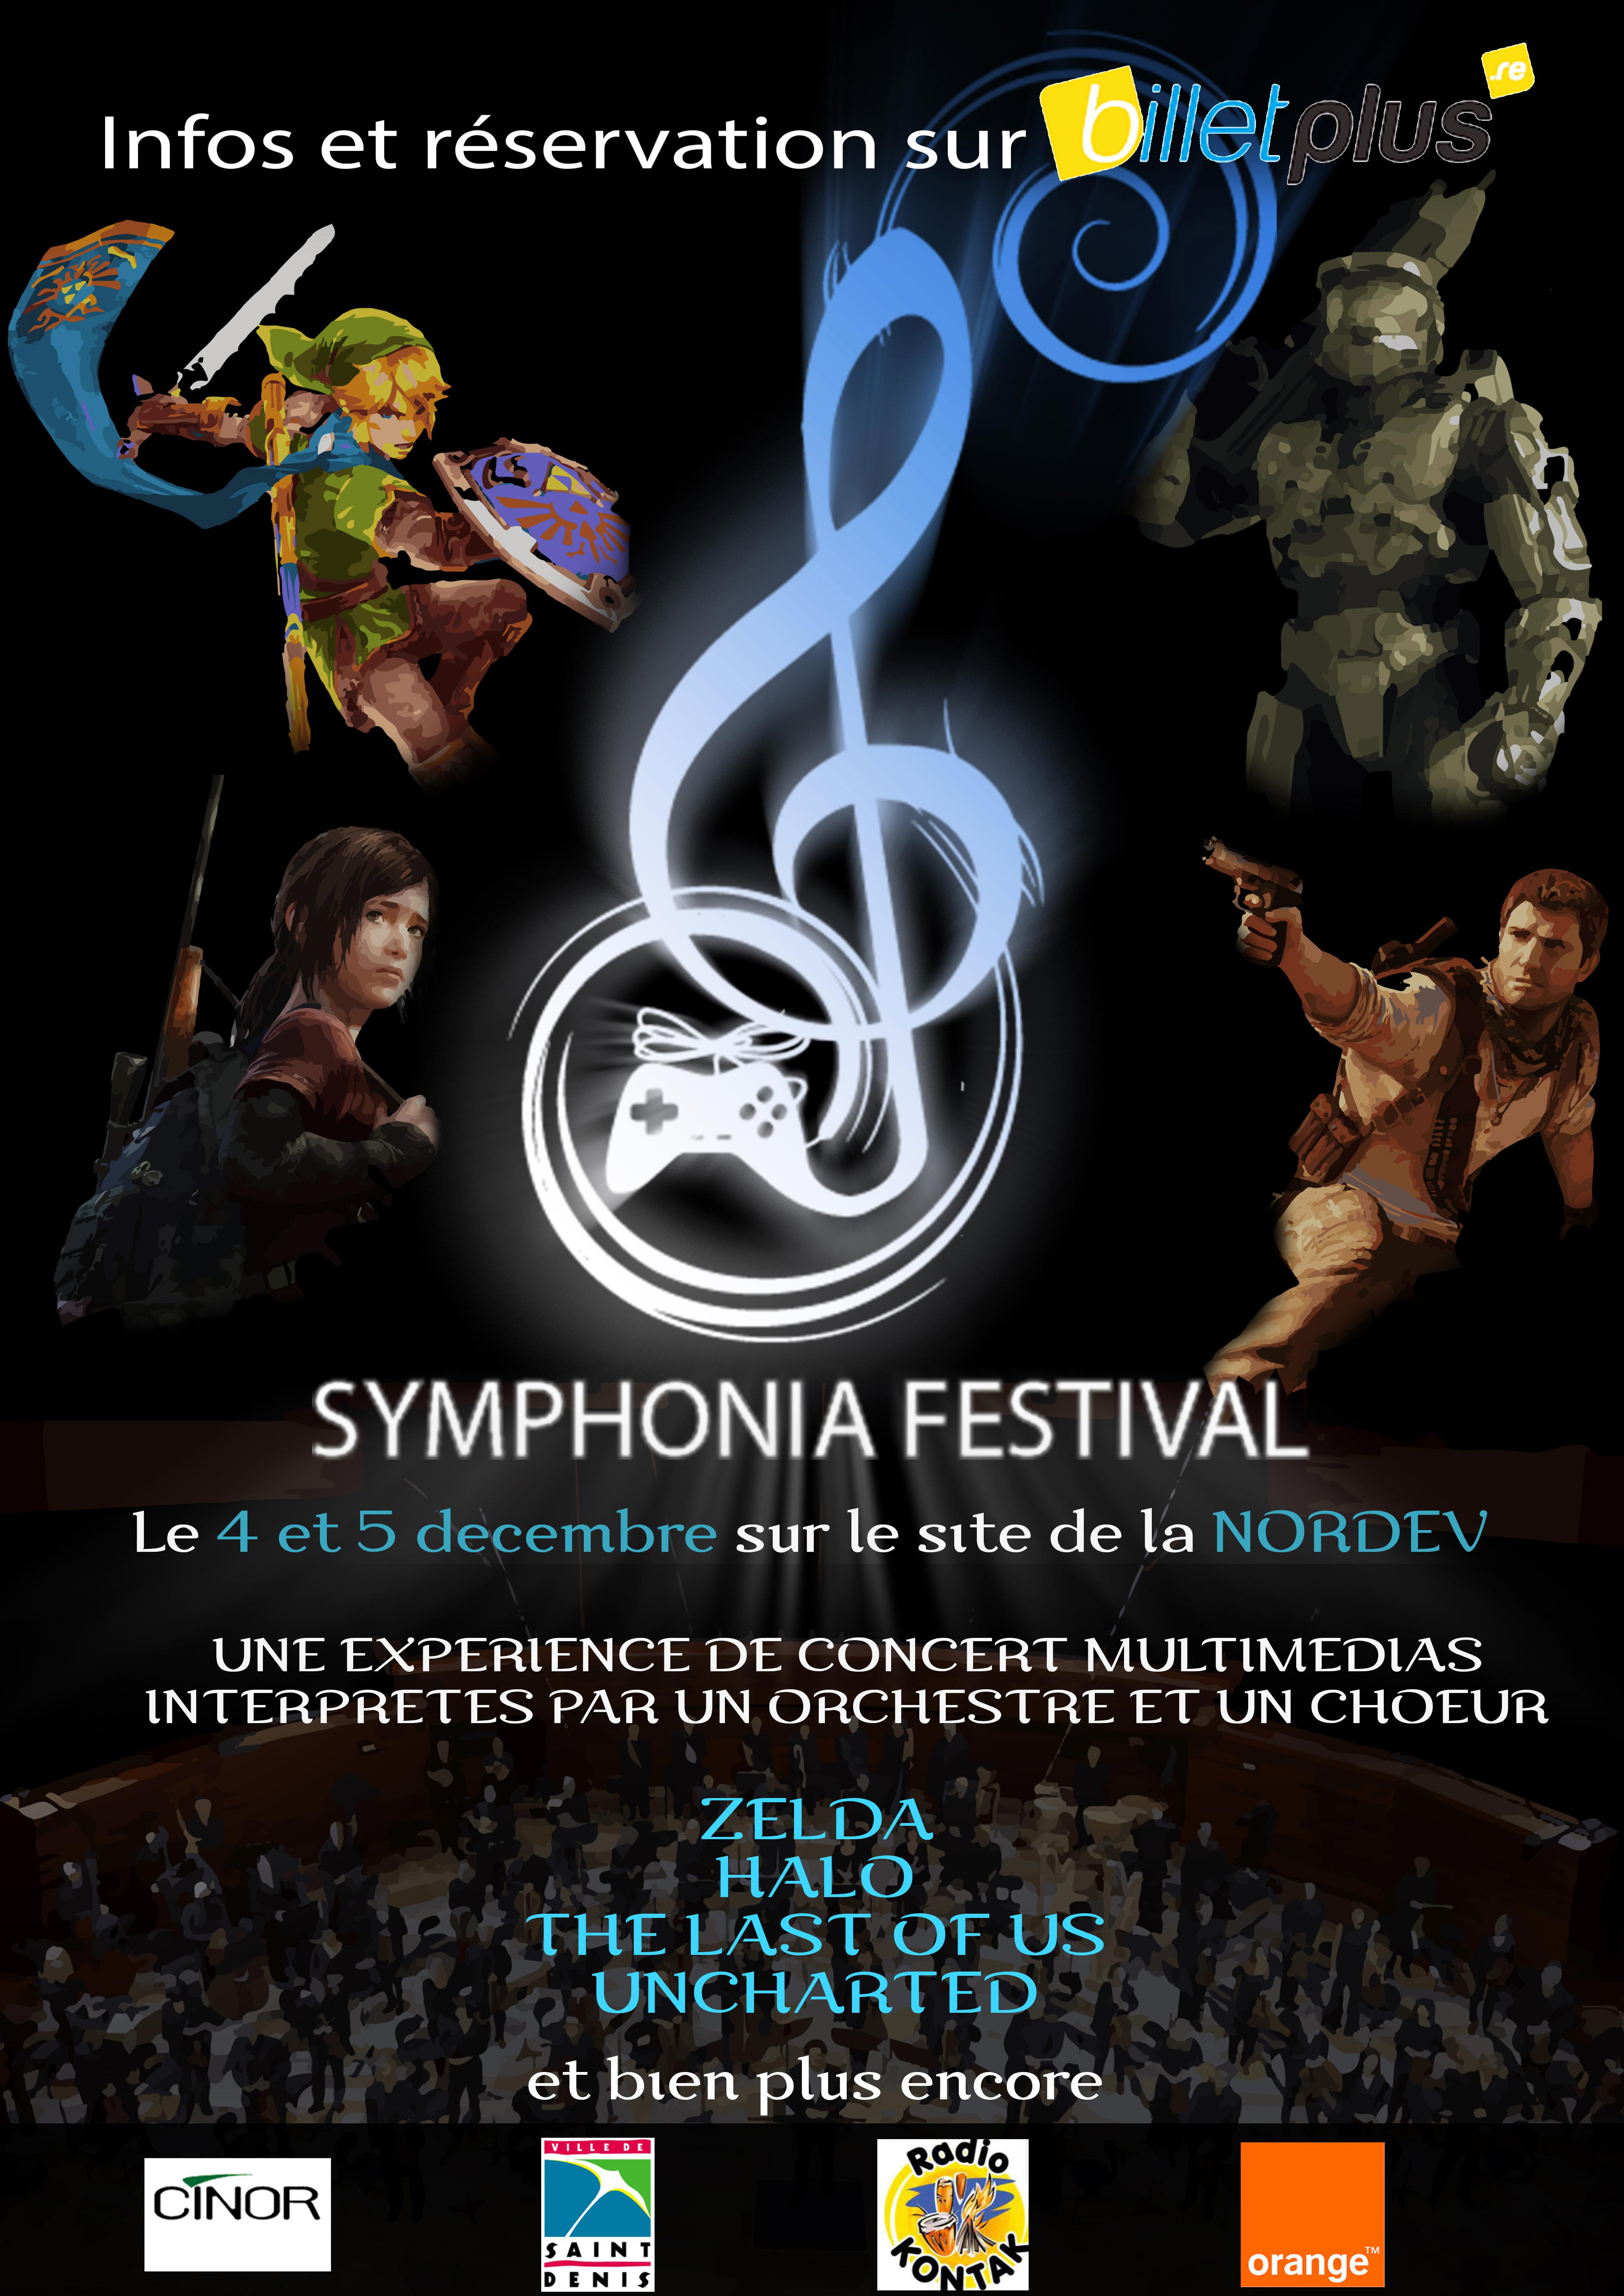 Infos et réservation sur billetplus.re
SYMPHONIA FESTIVAL
Le 4 et 5 decembre sur le site de la NORDEV
UNE EXPERIENCE DE CONCERT MULTIMEDIAS
INTERPRETES PAR UN ORCHESTRE ET UN CHOEUR
ZELDA
HALO
THE LAST OF US
UNCHARTED
et bien plus encore
CINOR
VILLE DE
SAINT
DENIS
Radio
KONTAK
orange™